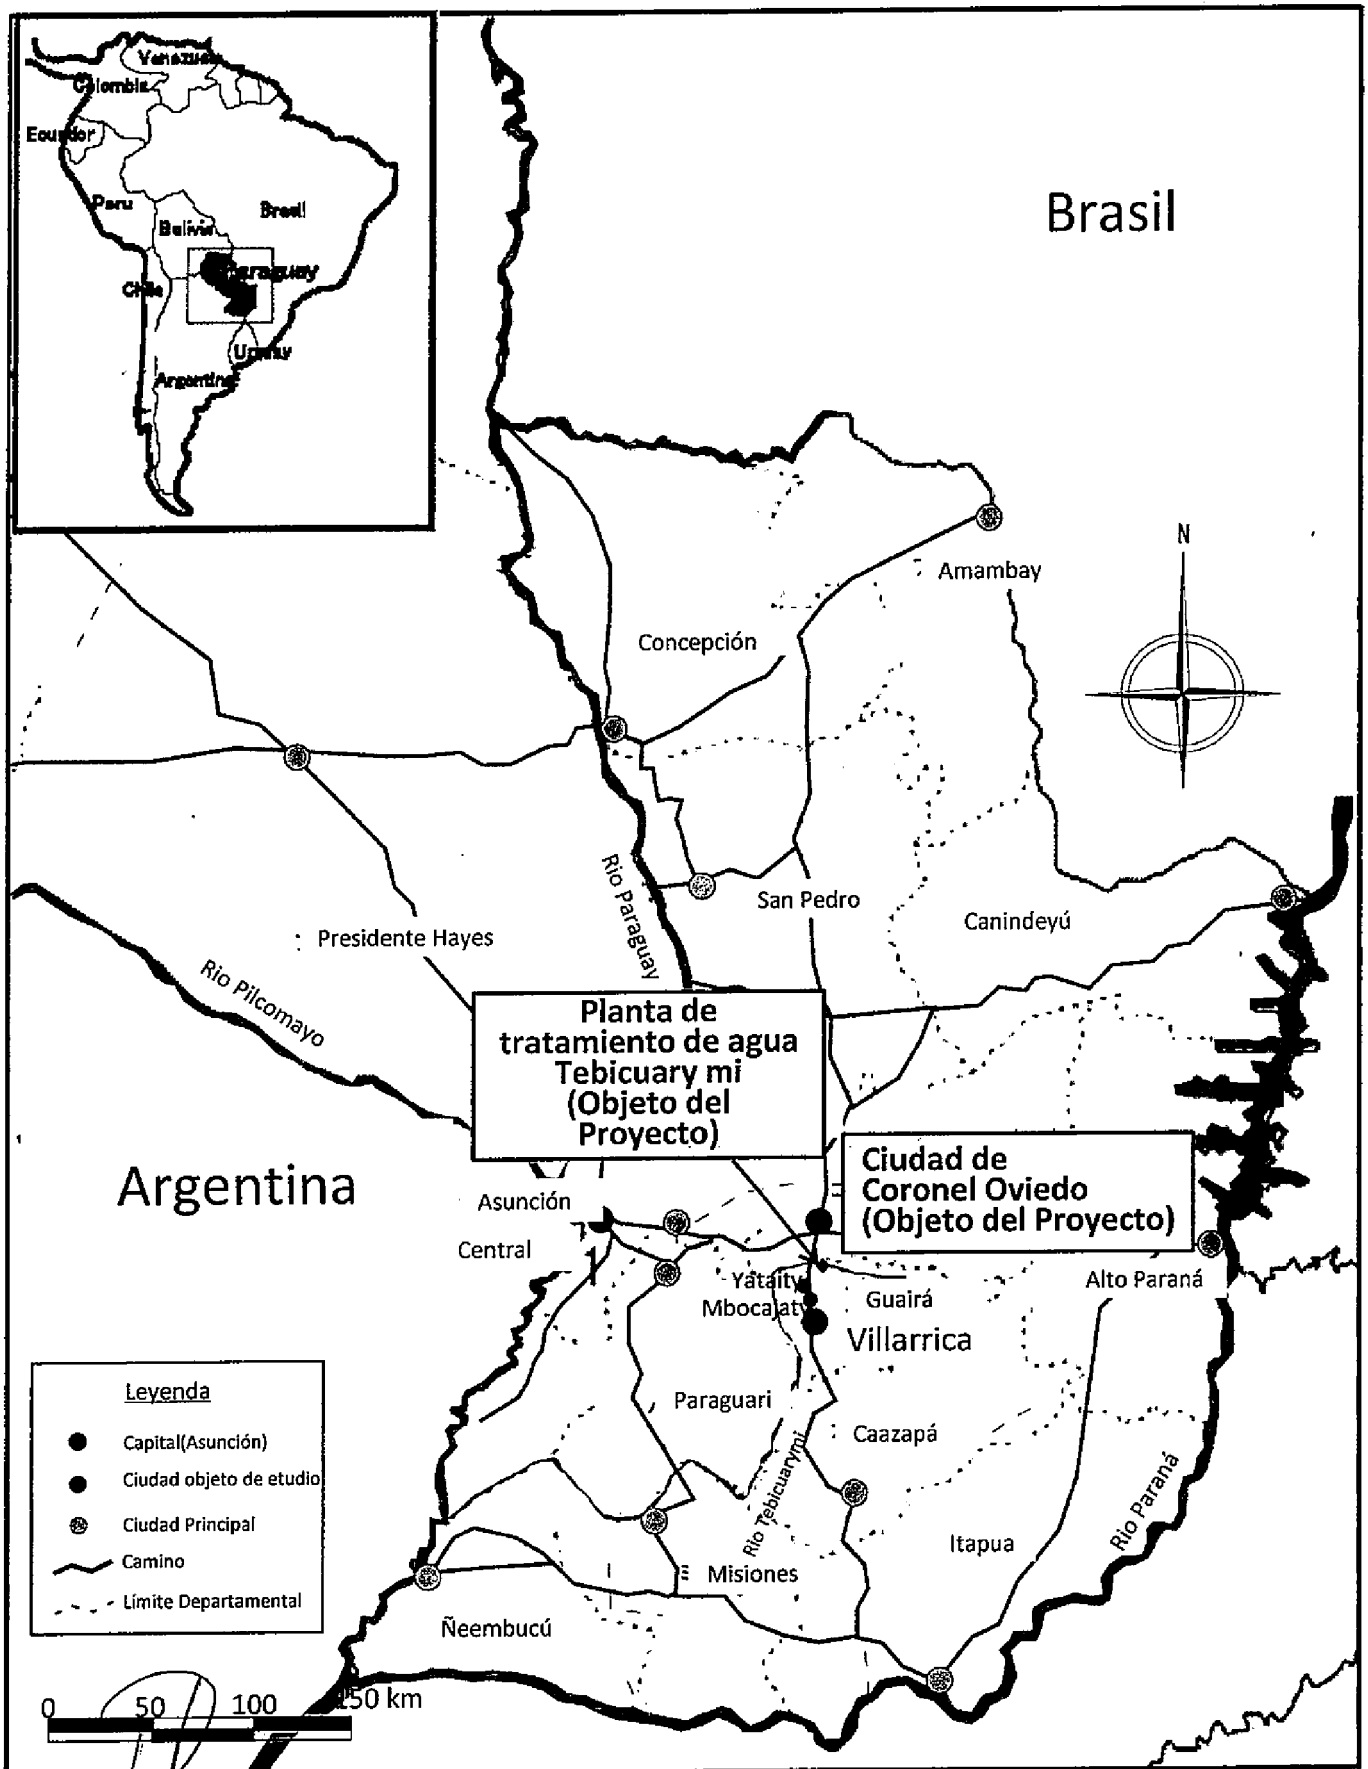 Venezuela
Colombia
Ecuador
Peru
Brasil
Bolivia
Paraguay
Chile
Uruguay
Argentina
Brasil
N
Amambay
Concepción
Rio Paraguay
San Pedro
Canindeyú
Presidente Hayes
Rio Pilcomayo
Planta de
tratamiento de agua
Tebicuary mi
(Objeto del
Proyecto)
Ciudad de
Coronel Oviedo
(Objeto del Proyecto)
Argentina
Asunción
Central
Yataity
Mbocajaty
Guairá
Alto Paraná
Villarrica
Paraguari
Caazapá
Rio Tebicuarymi
Rio Paraná
Itapua
Misiones
Ñeembucú
Leyenda
Capital(Asunción)
Ciudad objeto de etudio
Ciudad Principal
Camino
Límite Departamental
0 50 100 150 km